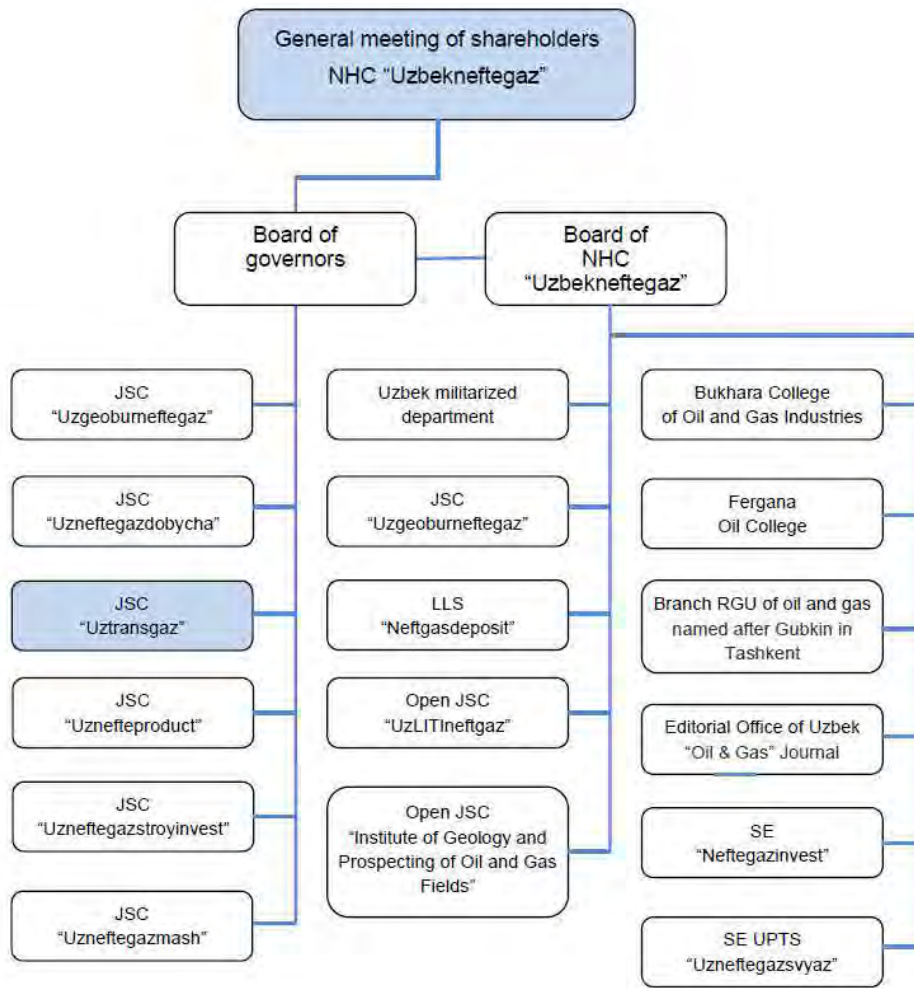 General meeting of shareholders
NHC “Uzbekneftegaz”
Board of
governors
Board of
NHC
“Uzbekneftegaz”
JSC
“Uzgeoburneftegaz”
JSC
“Uzneftegazdobycha”
JSC
“Uztransgaz”
JSC
“Uznefteproduct”
JSC
“Uzneftegazstroyinvest”
JSC
“Uzneftegazmash”
Uzbek militarized
department
JSC
“Uzgeoburneftegaz”
LLS
“Neftgasdeposit”
Open JSC
“UzLITIneftgaz”
Open JSC
“Institute of Geology and
Prospecting of Oil and Gas
Fields”
Bukhara College
of Oil and Gas Industries
Fergana
Oil College
Branch RGU of oil and gas
named after Gubkin in
Tashkent
Editorial Office of Uzbek
“Oil & Gas” Journal
SE
“Neftegazinvest”
SE UPTS
“Uzneftegazsvyaz”